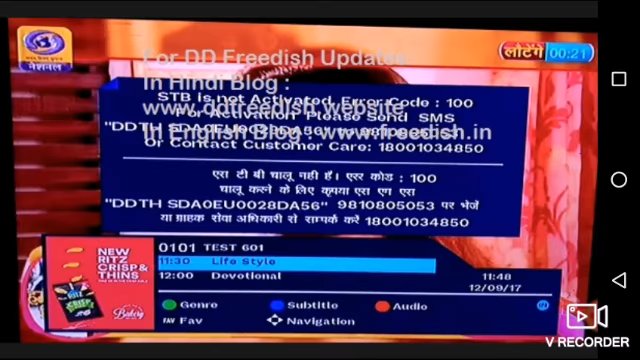 नेशनल
लौटेंगे 00:21
For DD Freedish Updates
In Hindi Blog :
STB Is not Activated Error Code : 100
For Activation Please Send SMS
Or Contact Customer Care: 18001034850
एस टी बी चालू नही है। एरर कोड : 100
चालू करने के लिए कृपया एस एम एस
"DDTH SDA0EU0028DA56" 9810805053 पर भेजें
या ग्राहक सेवा अधिकारी से सम्पर्क करें 18001034850
NEW
RITZ
CRISP&
THINS
0101 TEST 601
11:30 Life Style
12:00 Devotional
11:48
12/09/17
Genre Subtitle Audio
FAV Fav Navigation
V RECORDER